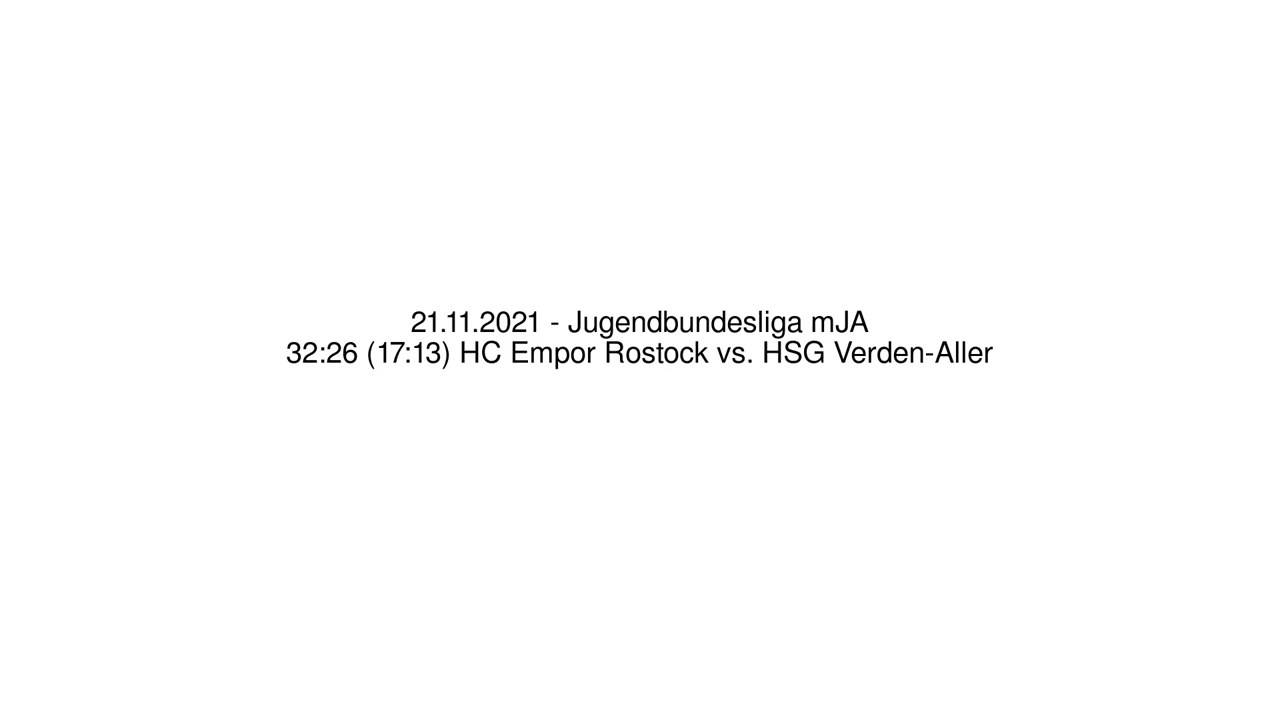 21.11.2021 - Jugendbundesliga mJA
32:26 (17:13) HC Empor Rostock vs. HSG Verden-Aller